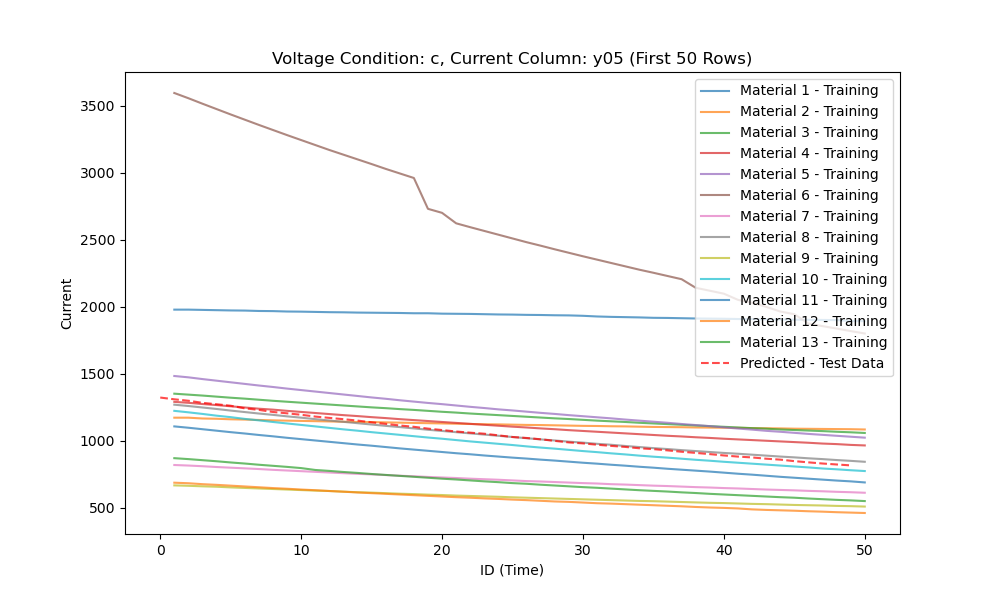 Voltage Condition: c, Current Column: y05 (First 50 Rows)
Current
3500
3000
2500
2000
1500
1000
500
0
10
20
30
40
50
ID (Time)
Material 1 - Training
Material 2 - Training
Material 3 - Training
Material 4 - Training
Material 5 - Training
Material 6 - Training
Material 7 - Training
Material 8 - Training
Material 9 - Training
Material 10 - Training
Material 11 - Training
Material 12 - Training
Material 13 - Training
Predicted - Test Data